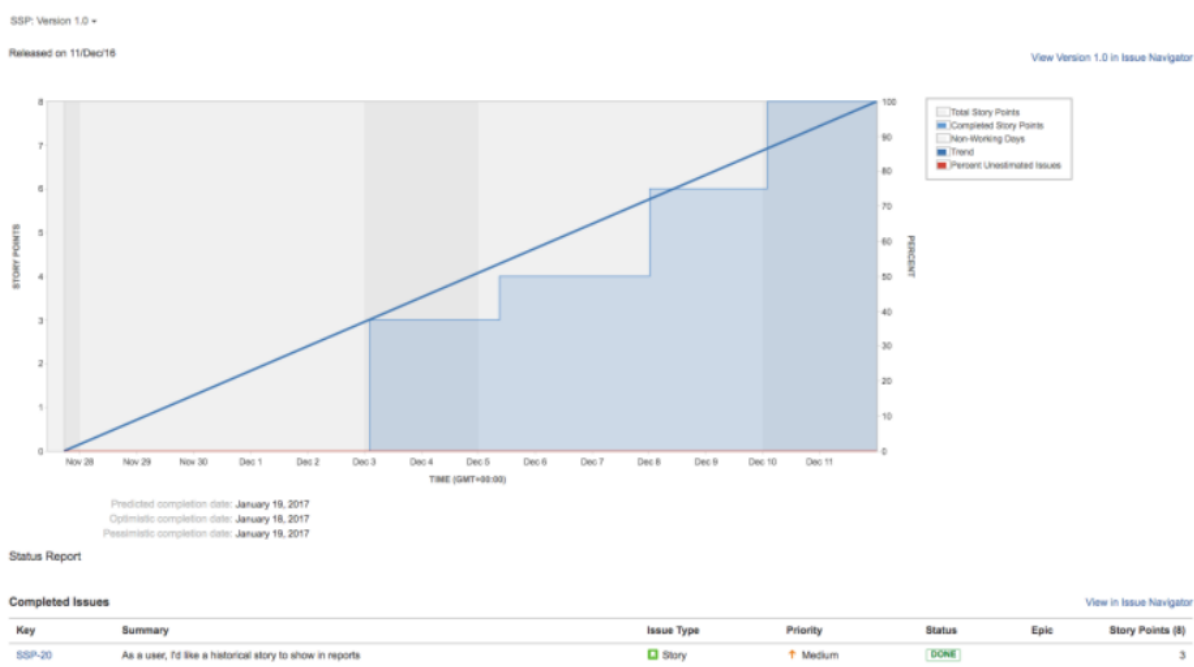 SSP: Version 1.0
Released on 11/Dec/16
View Version 1.0 in Issue Navigator
8
7
6
5
4
3
2
1
0
STORY POINTS
100
90
80
70
60
50
40
30
20
10
0
PERCENT
Total Story Points
Completed Story Points
Non-Working Days
Trend
Percent Unestimated Issues
Nov 28 Nov 29 Nov 30 Dec 1 Dec 2 Dec 3 Dec 4 Dec 5 Dec 6 Dec 7 Dec 8 Dec 9 Dec 10 Dec 11
TIME (GMT+00:00)
Predicted completion date: January 19, 2017
Optimistic completion date: January 18, 2017
Pessimistic completion date: January 19, 2017
Status Report
Completed Issues
View in Issue Navigator
Key Summary Issue Type Priority Status Epic Story Points (8)
SSP-20 As a user, I'd like a historical story to show in reports Story Medium DONE 3